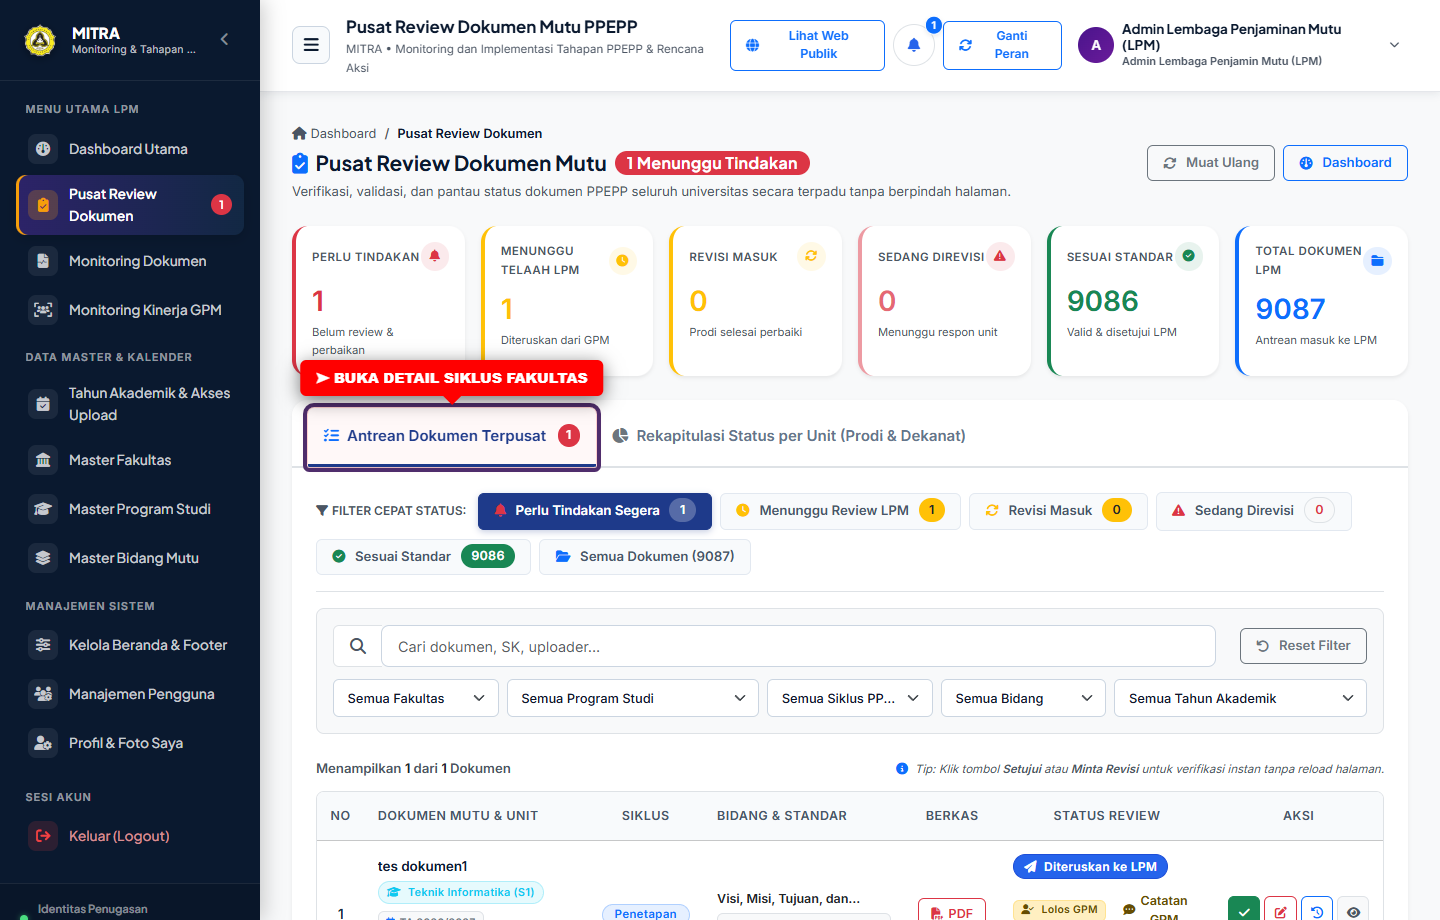 MITRA
Monitoring & Tahapan ...
MENU UTAMA LPM
Dashboard Utama
Pusat Review
Dokumen
1
Monitoring Dokumen
Monitoring Kinerja GPM
DATA MASTER & KALENDER
Tahun Akademik & Akses
Upload
Master Fakultas
Master Program Studi
Master Bidang Mutu
MANAJEMEN SISTEM
Kelola Beranda & Footer
Manajemen Pengguna
Profil & Foto Saya
SESI AKUN
Keluar (Logout)
Identitas Penugasan
Pusat Review Dokumen Mutu PPEPP
MITRA • Monitoring dan Implementasi Tahapan PPEPP & Rencana
Aksi
Lihat Web
Publik
1
Ganti
Peran
A
Admin Lembaga Penjaminan Mutu
(LPM)
Admin Lembaga Penjamin Mutu (LPM)
Dashboard / Pusat Review Dokumen
Pusat Review Dokumen Mutu 1 Menunggu Tindakan
Verifikasi, validasi, dan pantau status dokumen PPEPP seluruh universitas secara terpadu tanpa berpindah halaman.
Muat Ulang
Dashboard
PERLU TINDAKAN
1
Belum review &
perbaikan
MENUNGGU
TELAAH LPM
1
Diteruskan dari GPM
REVISI MASUK
0
Prodi selesai perbaiki
SEDANG DIREVISI
0
Menunggu respon unit
SESUAI STANDAR
9086
Valid & disetujui LPM
TOTAL DOKUMEN
LPM
9087
Antrean masuk ke LPM
➤ BUKA DETAIL SIKLUS FAKULTAS
Antrean Dokumen Terpusat 1
Rekapitulasi Status per Unit (Prodi & Dekanat)
FILTER CEPAT STATUS:
Perlu Tindakan Segera 1
Menunggu Review LPM 1
Revisi Masuk 0
Sedang Direvisi 0
Sesuai Standar 9086
Semua Dokumen (9087)
Cari dokumen, SK, uploader...
Reset Filter
Semua Fakultas
Semua Program Studi
Semua Siklus PP...
Semua Bidang
Semua Tahun Akademik
Menampilkan 1 dari 1 Dokumen
Tip: Klik tombol Setujui atau Minta Revisi untuk verifikasi instan tanpa reload halaman.
NO DOKUMEN MUTU & UNIT SIKLUS BIDANG & STANDAR BERKAS STATUS REVIEW AKSI
1
tes dokumen1
Teknik Informatika (S1)
Penetapan
Visi, Misi, Tujuan, dan...
PDF
Diteruskan ke LPM
Lolos GPM
Catatan
GPM